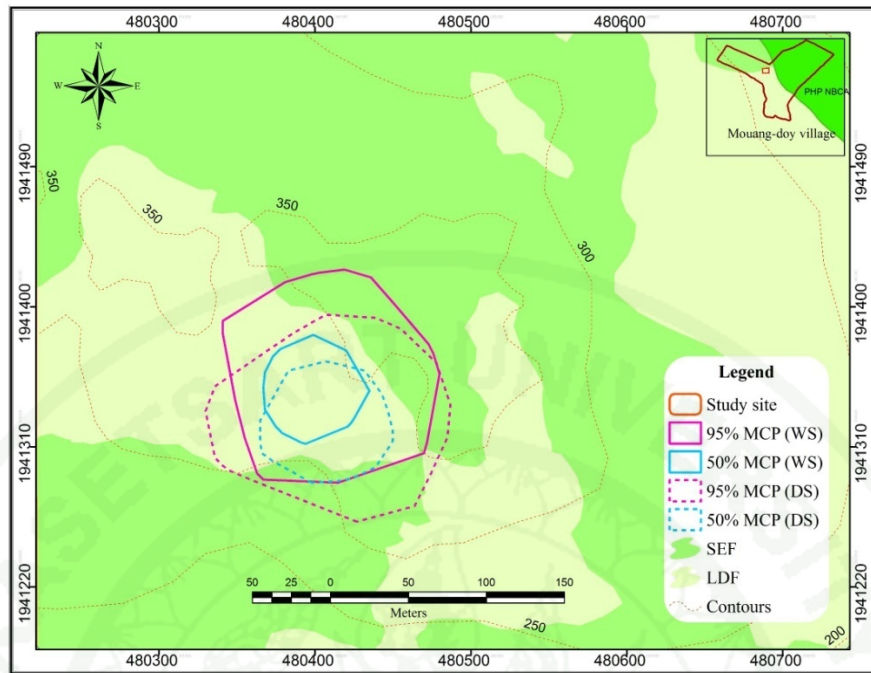 N
W E
S
PHP NBCA
Mouang-doy village
350
350
350
300
250
200
1941490
1941400
1941310
1941220
1941490
1941400
1941310
1941220
480300 480400 480500 480600 480700
480300 480400 480500 480600 480700
Legend
Study site
95% MCP (WS)
50% MCP (WS)
95% MCP (DS)
50% MCP (DS)
SEF
LDF
Contours
50 25 0 50 100 150
Meters